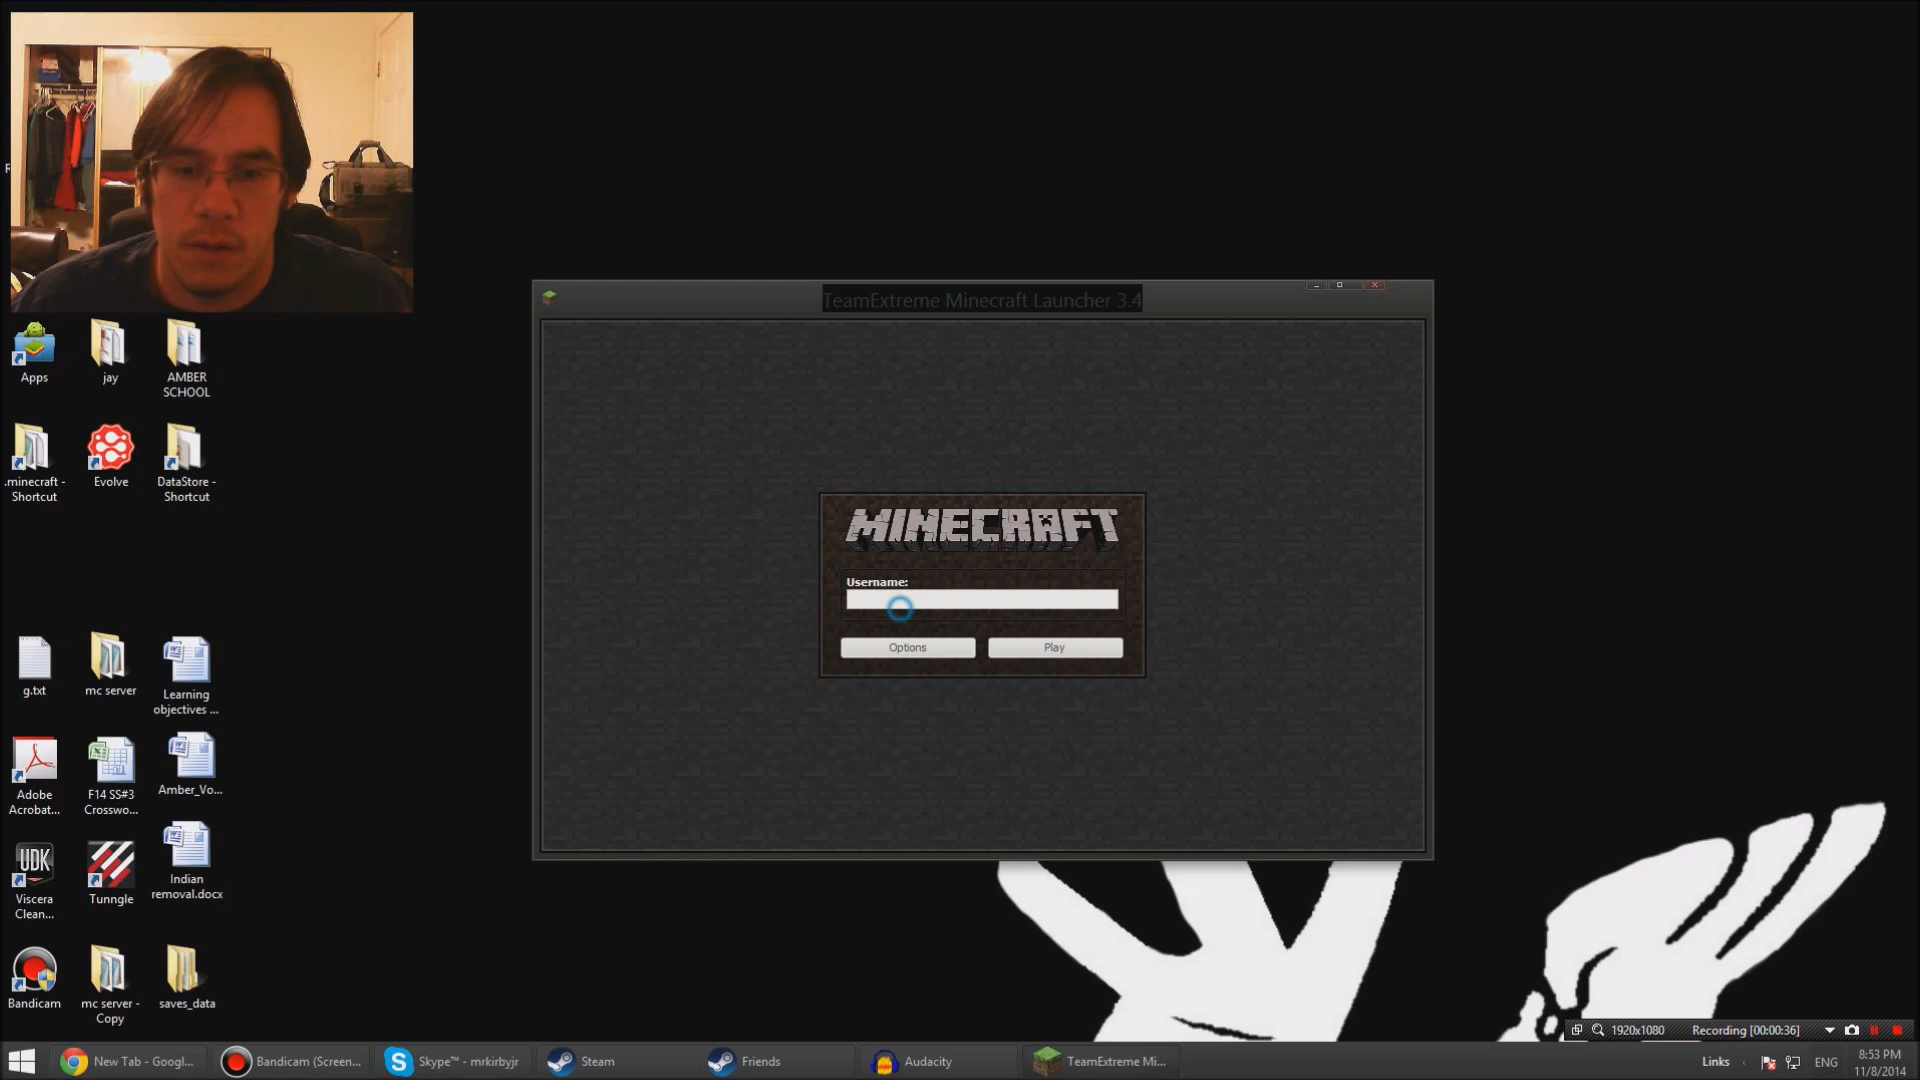 TeamExtreme Minecraft Launcher 3.4
MINECRAFT
Username:
Options
Play
Apps
jay
AMBER
SCHOOL
.minecraft -
Shortcut
Evolve
DataStore -
Shortcut
g.txt
mc server
Learning
objectives ...
Adobe
Acrobat...
F14 SS#3
Crosswo...
Amber_Vo...
UDK
Viscera
Clean...
Tunngle
Indian
removal.docx
Bandicam
mc server -
Copy
saves_data
1920x1080
Recording [00:00:36]
New Tab - Googl...
Bandicam (Screen...
Skype™ - mrkirbyjr
Steam
Friends
Audacity
TeamExtreme Mi...
Links
ENG
8:53 PM
11/8/2014